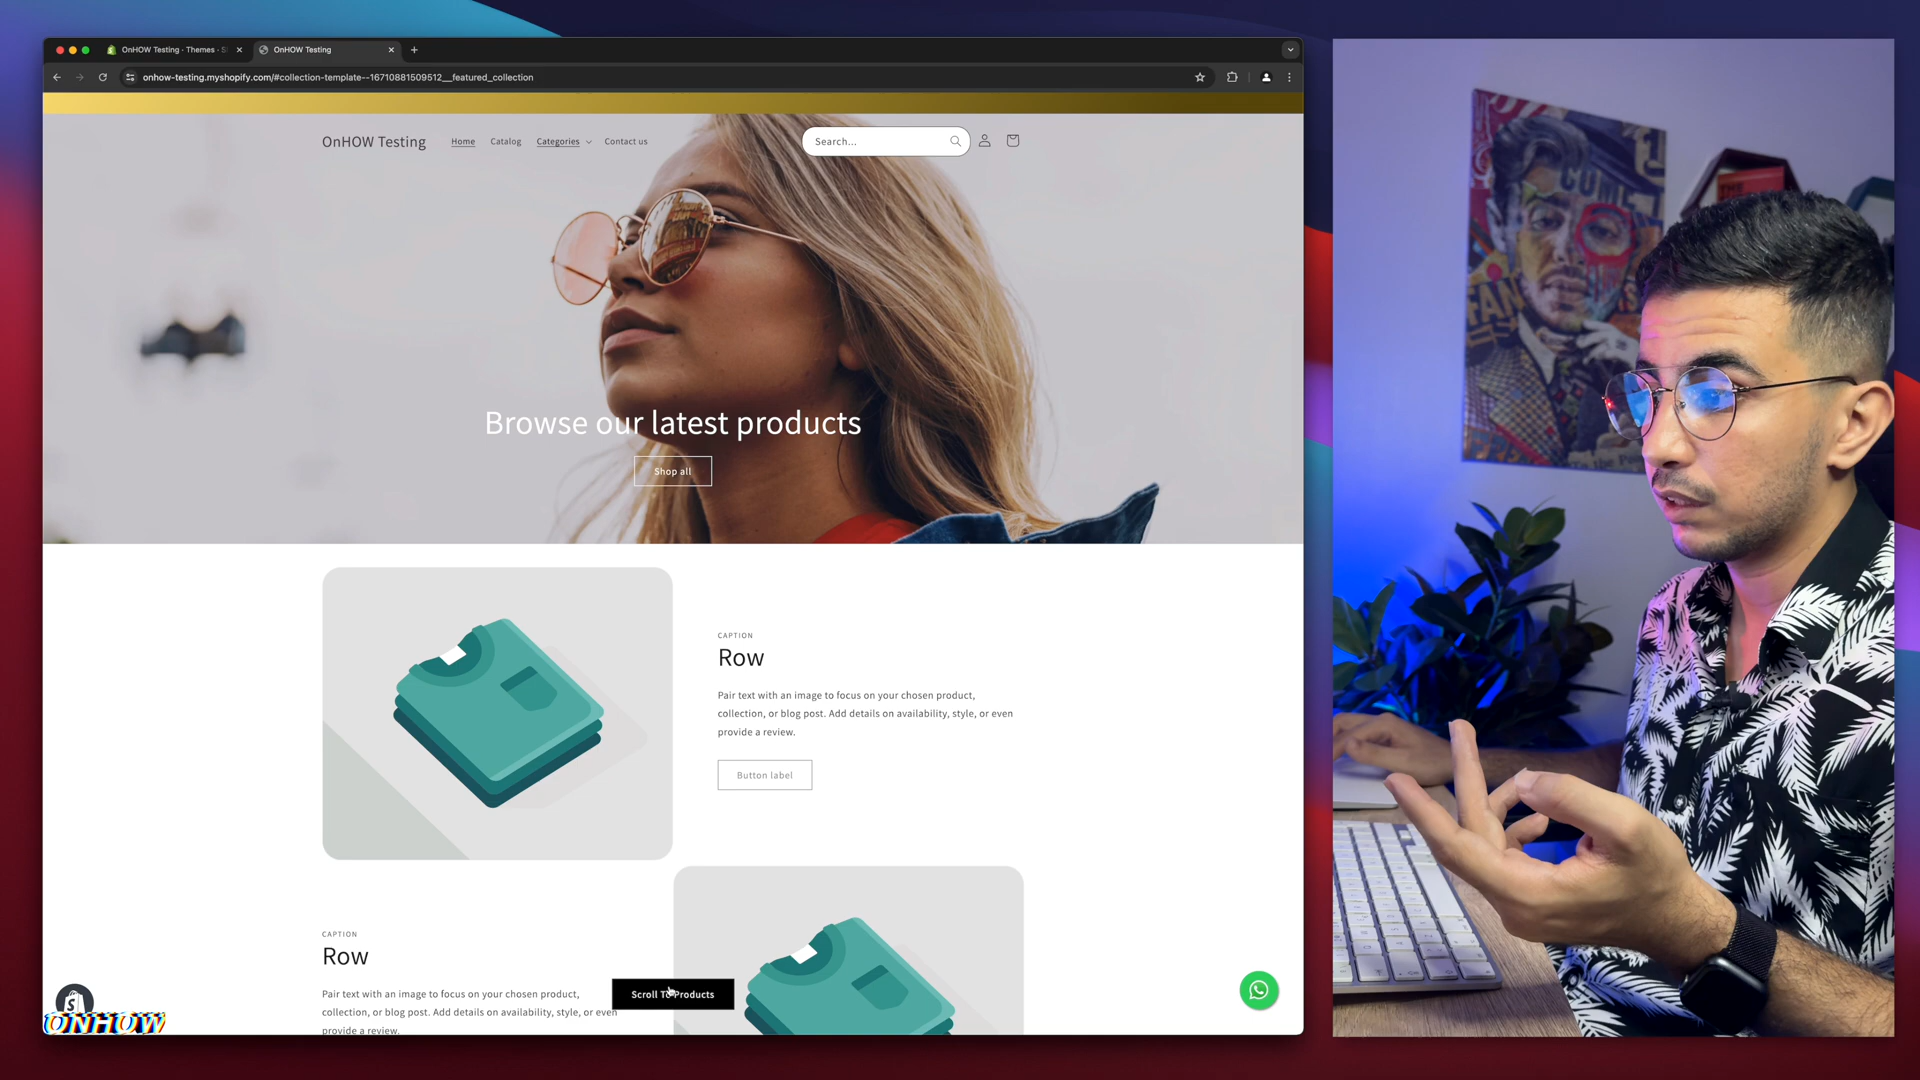 OnHOW Testing · Themes · S
OnHOW Testing
onhow-testing.myshopify.com/#collection-template--16710881509512__featured_collection
OnHOW Testing
Home
Catalog
Categories
Contact us
Search...
Browse our latest products
Shop all
CAPTION
Row
Pair text with an image to focus on your chosen product,
collection, or blog post. Add details on availability, style, or even
provide a review.
Button label
CAPTION
Row
Pair text with an image to focus on your chosen product,
collection, or blog post. Add details on availability, style, or even
provide a review.
Scroll To Products
ONHOW
THE